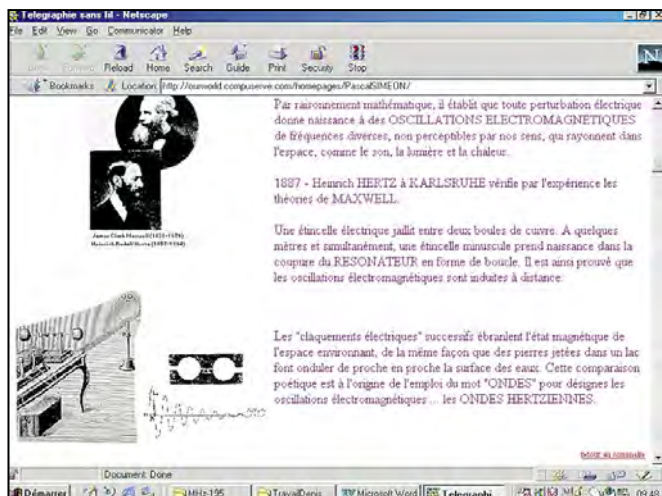 Telegraphie sans fil - Netscape
File Edit View Go Communicator Help
Reload Home Search Guide Print Security Stop
Bookmarks Location: http://ourworld.compuserve.com/homepages/PascalSIMEON/
Par raisonnement mathématique, il établit que toute perturbation électrique
donne naissance à des OSCILLATIONS ELECTROMAGNÉTIQUES
de fréquences diverses, non perceptibles par nos sens, qui rayonnent dans
l'espace, comme le son, la lumière et la chaleur.
1887 - Heinrich HERTZ à KARLSRUHE vérifie par l'expérience les
théories de MAXWELL.
Une étincelle électrique jaillit entre deux boules de cuivre. A quelques
mètres et simultanément, une étincelle minuscule prend naissance dans la
coupure du RESONATEUR en forme de boucle. Il est ainsi prouvé que
les oscillations électromagnétiques sont induites à distance.
Les "claquements électriques" successifs ébranlent l'état magnétique de
l'espace environnant, de la même façon que des pierres jetées dans un lac
font onduler de proche en proche la surface des eaux. Cette comparaison
poétique est à l'origine de l'emploi du mot "ONDES" pour désignes les
oscillations électromagnétiques ... les ONDES HERTZIENNES.
retour au sommaire
Document: Done
Démarrer MHz-195 TravailDenis Microsoft Word Telegraphi... 09:49